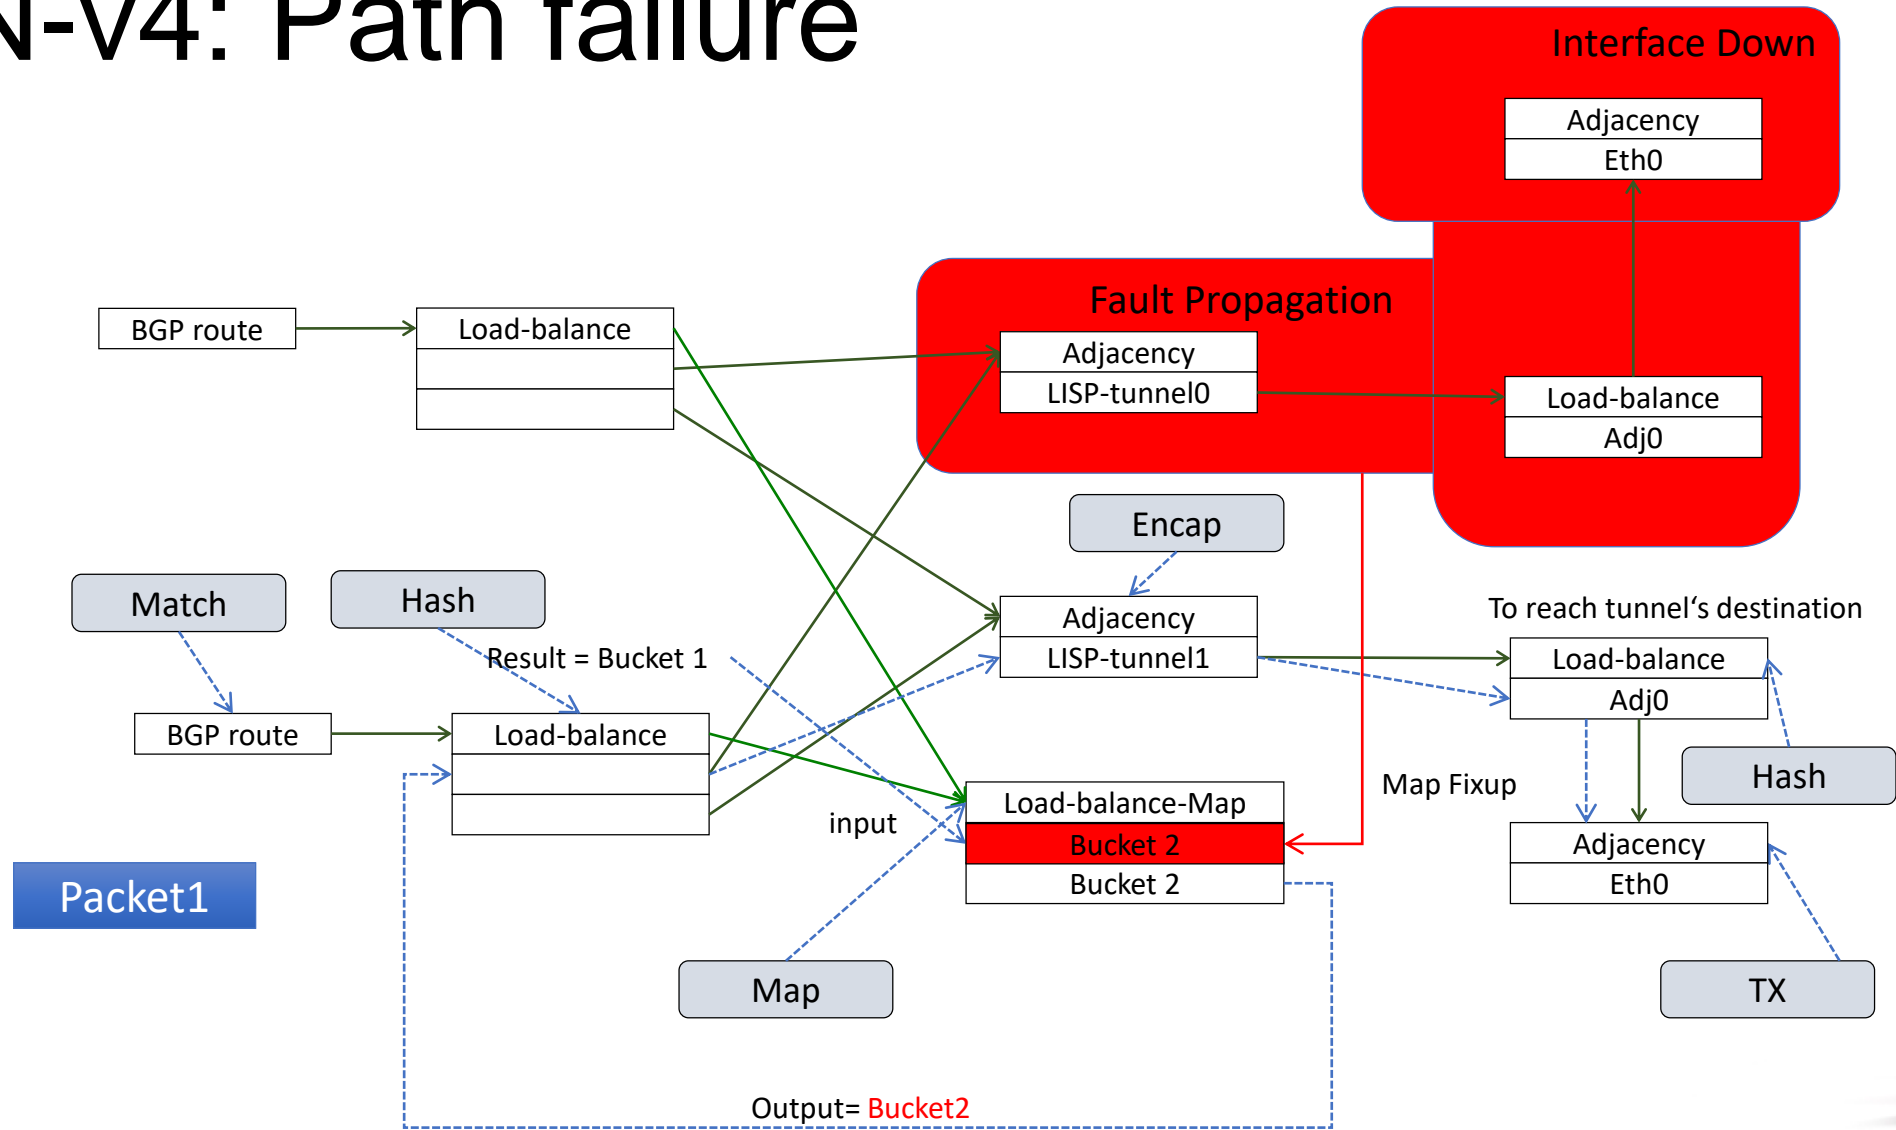 N-v4: Path failure
Interface Down
Adjacency
Eth0
Fault Propagation
BGP route
Load-balance
Adjacency
LISP-tunnel0
Load-balance
Adj0
Encap
Match
Hash
Adjacency
LISP-tunnel1
To reach tunnel‘s destination
Result = Bucket 1
Load-balance
Adj0
BGP route
Load-balance
Hash
Map Fixup
input
Load-balance-Map
Bucket 2
Bucket 2
Adjacency
Eth0
Packet1
Map
TX
Output= Bucket2